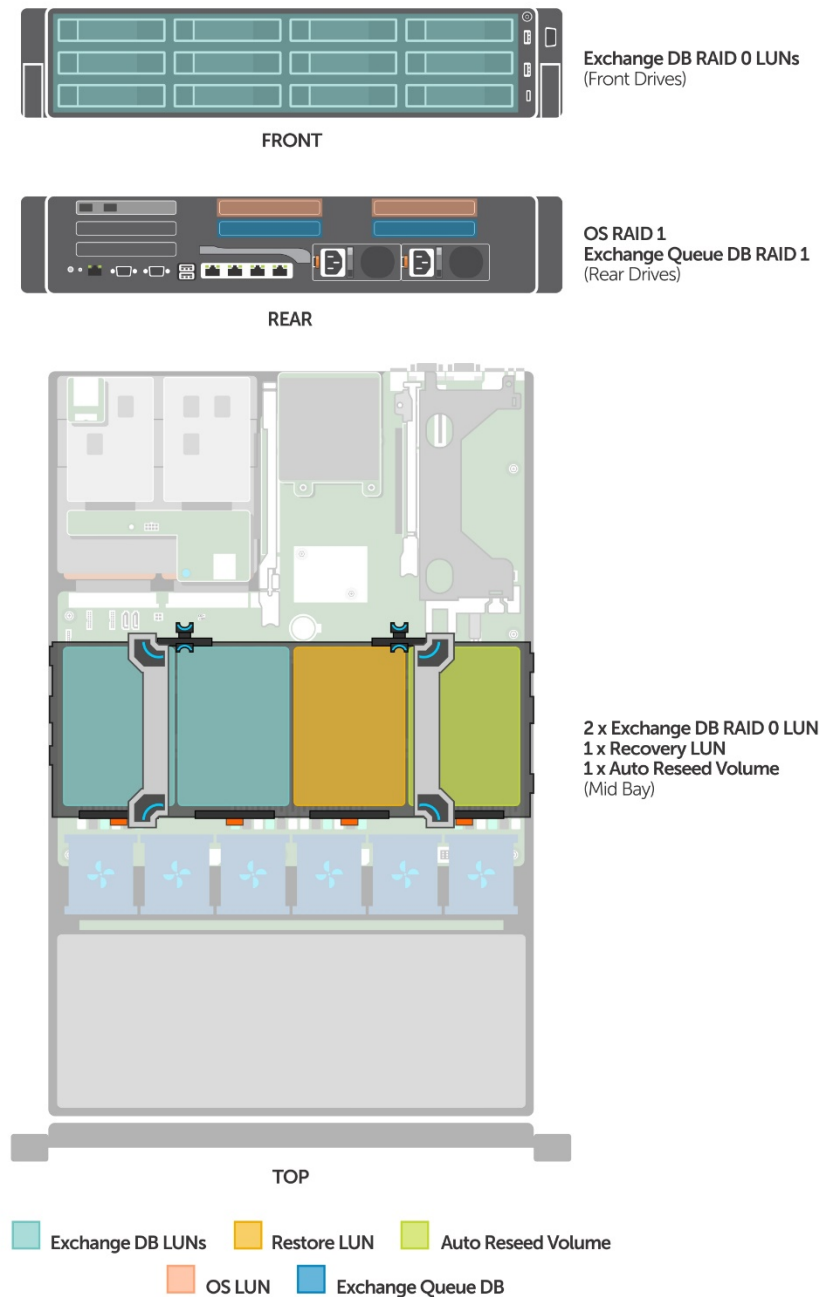 Exchange DB RAID 0 LUNs
(Front Drives)
FRONT
OS RAID 1
Exchange Queue DB RAID 1
(Rear Drives)
REAR
2 x Exchange DB RAID 0 LUN
1 x Recovery LUN
1 x Auto Reseed Volume
(Mid Bay)
TOP
Exchange DB LUNs
Restore LUN
Auto Reseed Volume
OS LUN
Exchange Queue DB